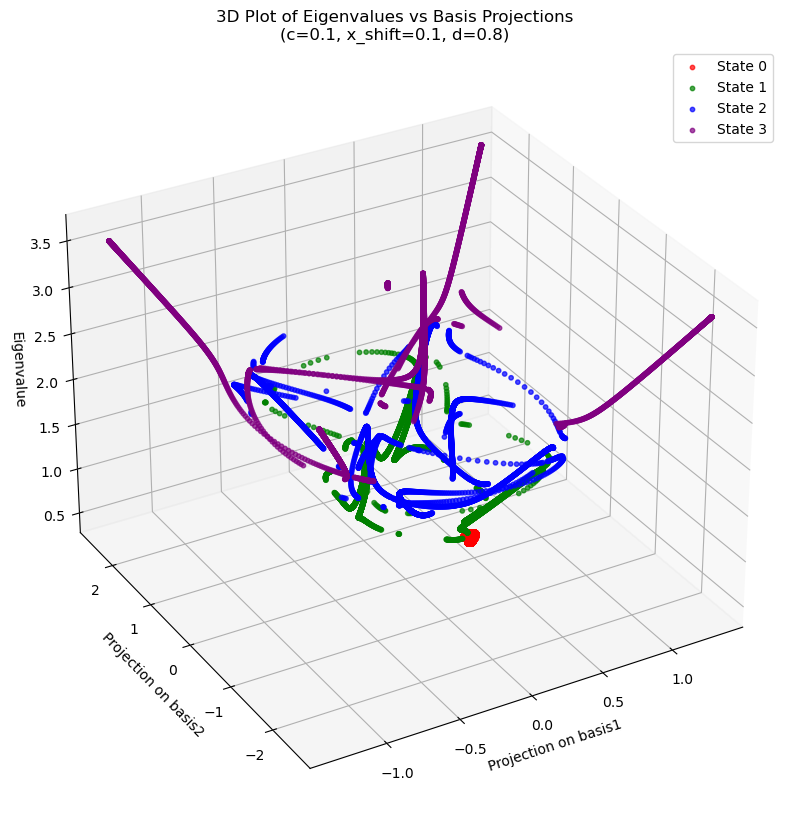 3D Plot of Eigenvalues vs Basis Projections
(c=0.1, x_shift=0.1, d=0.8)
State 0
State 1
State 2
State 3
3.5
3.0
2.5
2.0
1.5
1.0
0.5
Eigenvalue
2
1
0
−1
−2
Projection on basis2
−1.0
−0.5
0.0
0.5
1.0
Projection on basis1